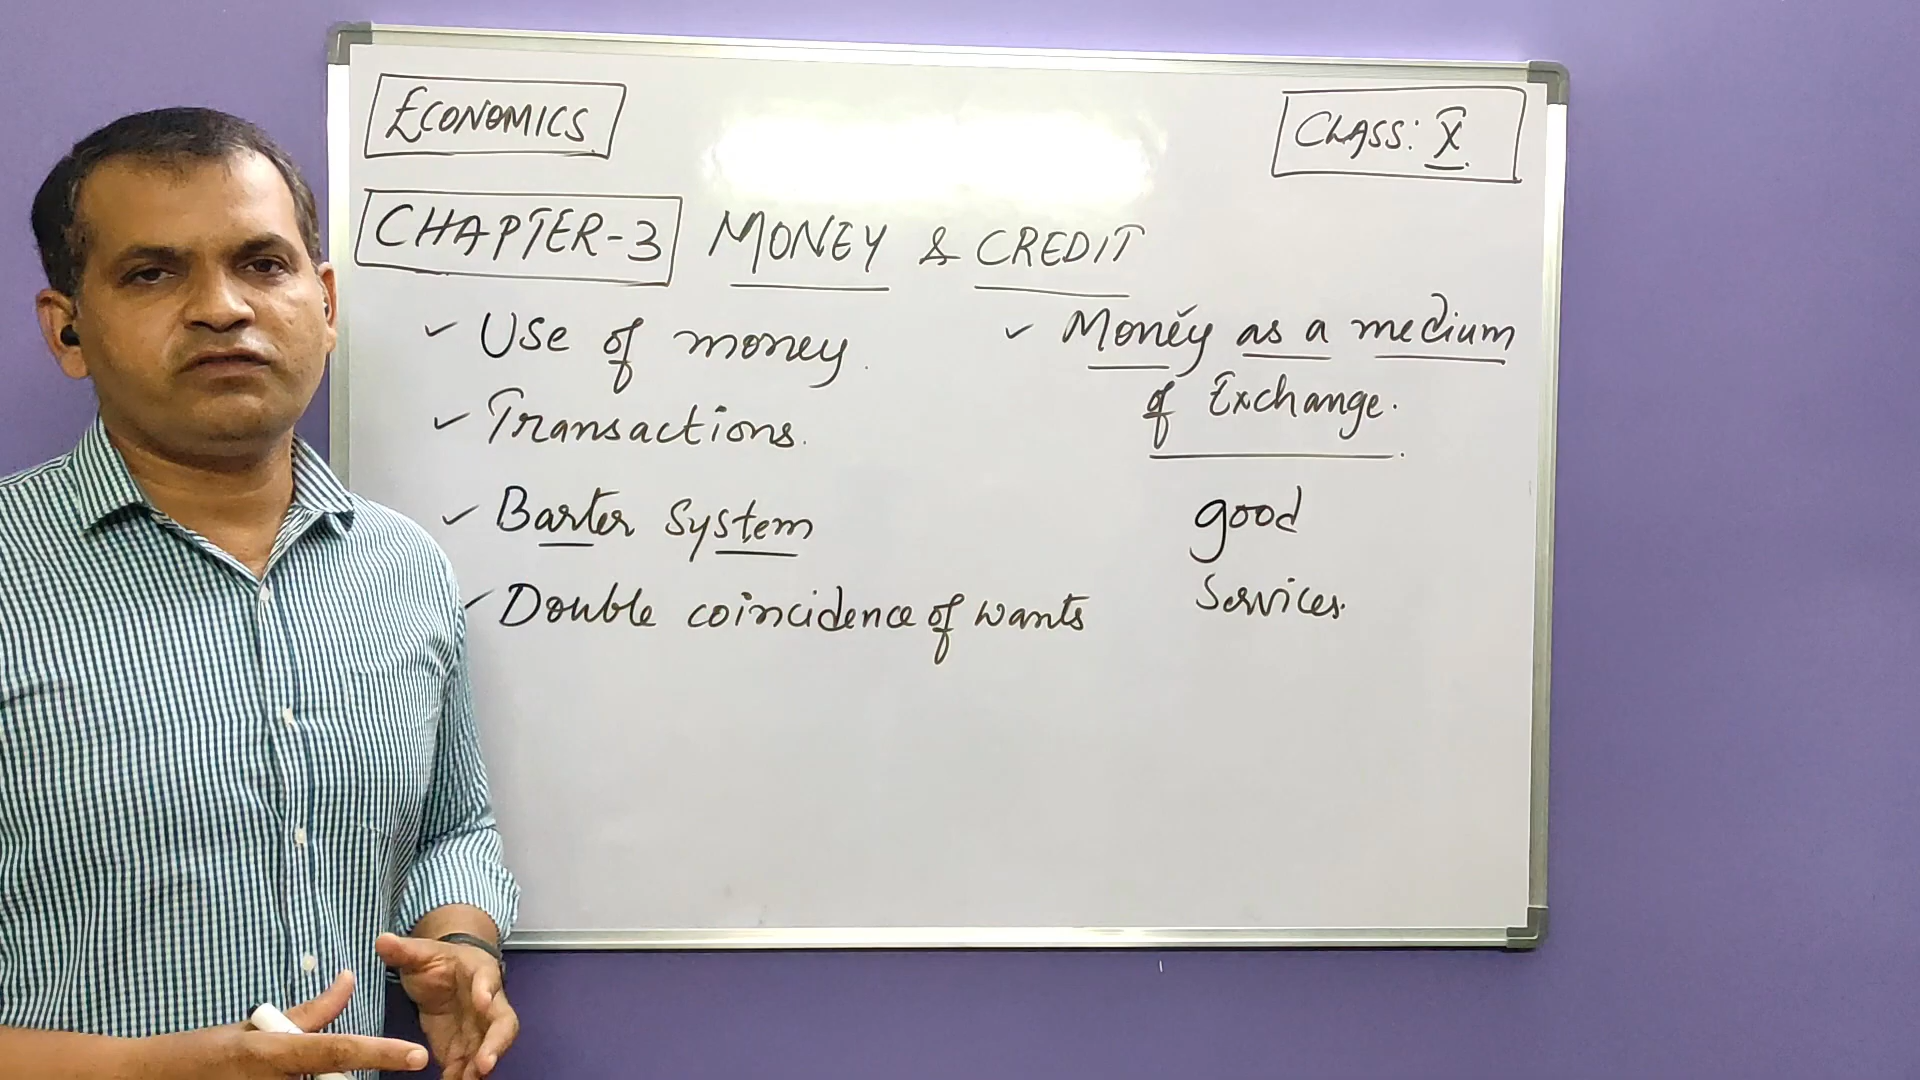 ECONOMICS
CLASS: X
CHAPTER-3 MONEY & CREDIT
Use of money.
Transactions.
Barter System
Double coincidence of wants
Money as a medium
of Exchange.
good
Services.